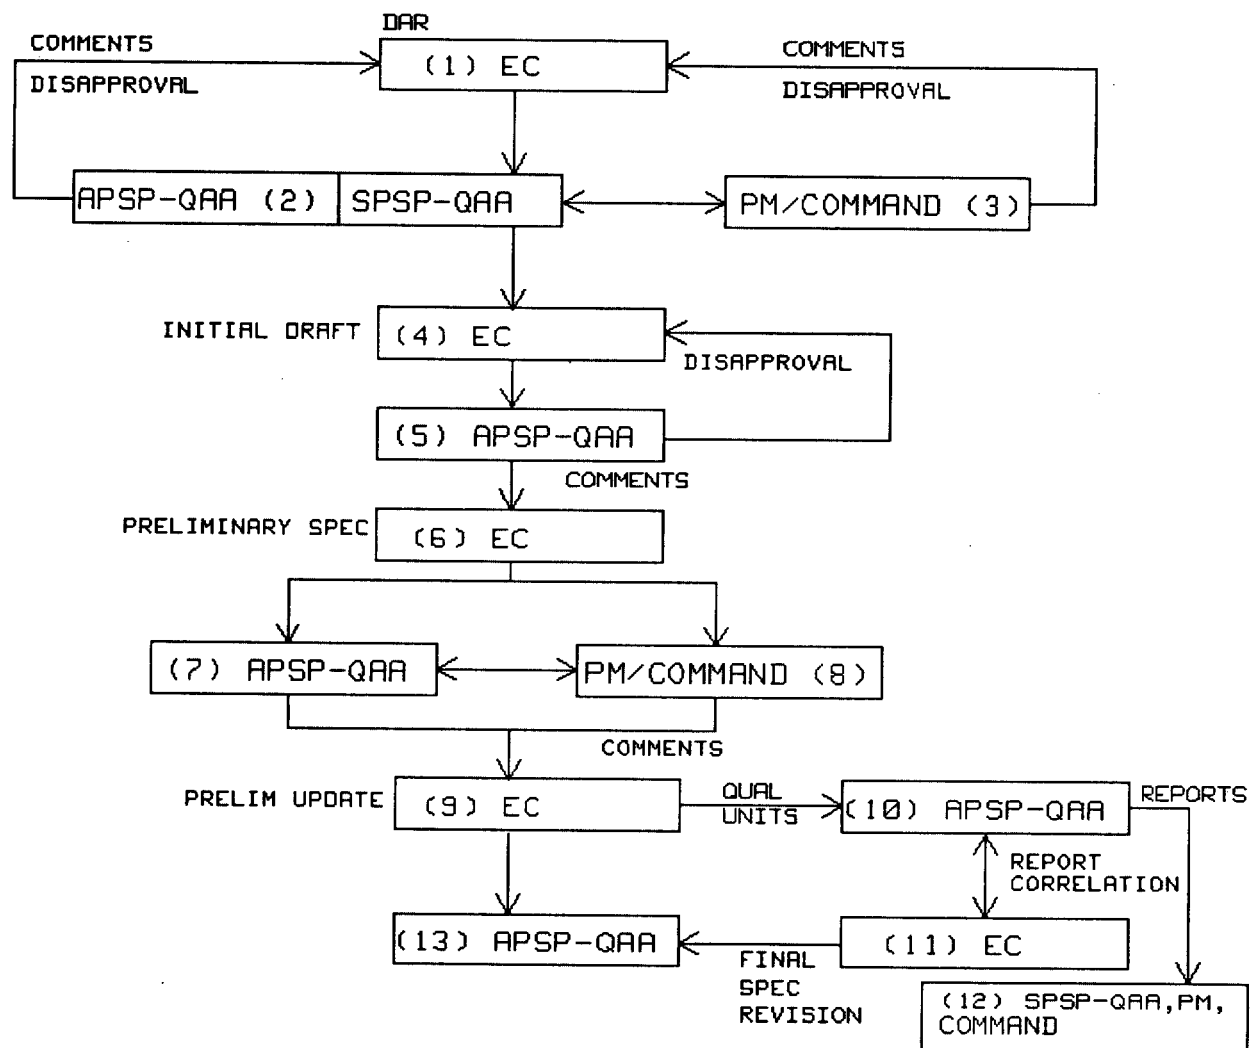 DAR
COMMENTS
DISAPPROVAL
(1) EC
COMMENTS
DISAPPROVAL
APSP-QAA (2)
SPSP-QAA
PM/COMMAND (3)
INITIAL DRAFT
(4) EC
DISAPPROVAL
(5) APSP-QAA
COMMENTS
PRELIMINARY SPEC
(6) EC
(7) APSP-QAA
PM/COMMAND (8)
COMMENTS
PRELIM UPDATE
(9) EC
QUAL
UNITS
(10) APSP-QAA
REPORTS
REPORT
CORRELATION
(13) APSP-QAA
FINAL
SPEC
REVISION
(11) EC
(12) SPSP-QAA,PM,
COMMAND